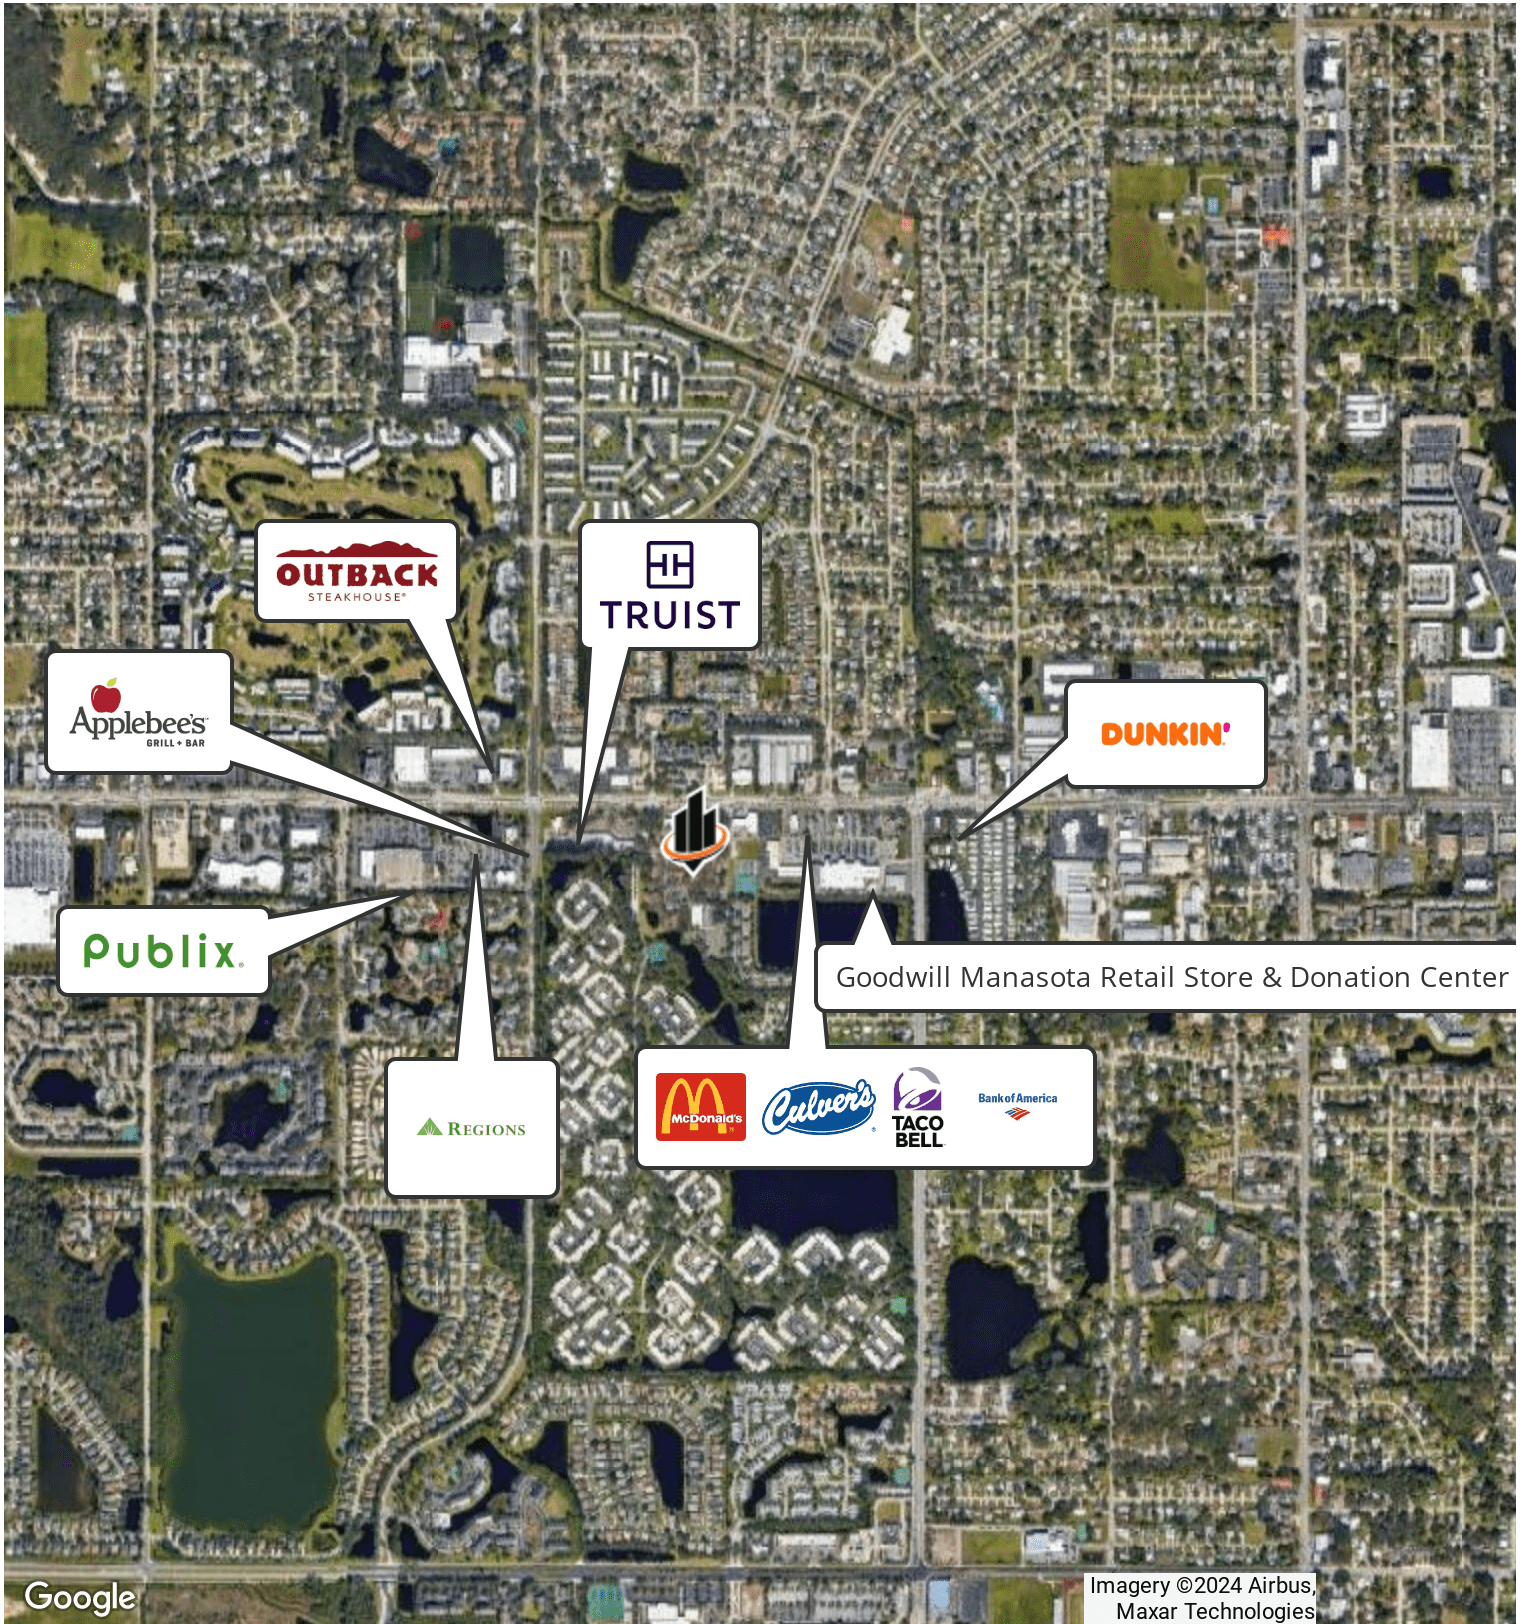 OUTBACK
STEAKHOUSE®
TRUIST
Applebee's
GRILL + BAR
DUNKIN'
Publix®
Goodwill Manasota Retail Store & Donation Center
REGIONS
McDonald's
Culver's®
TACO
BELL
Bank of America
Google
Imagery ©2024 Airbus,
Maxar Technologies